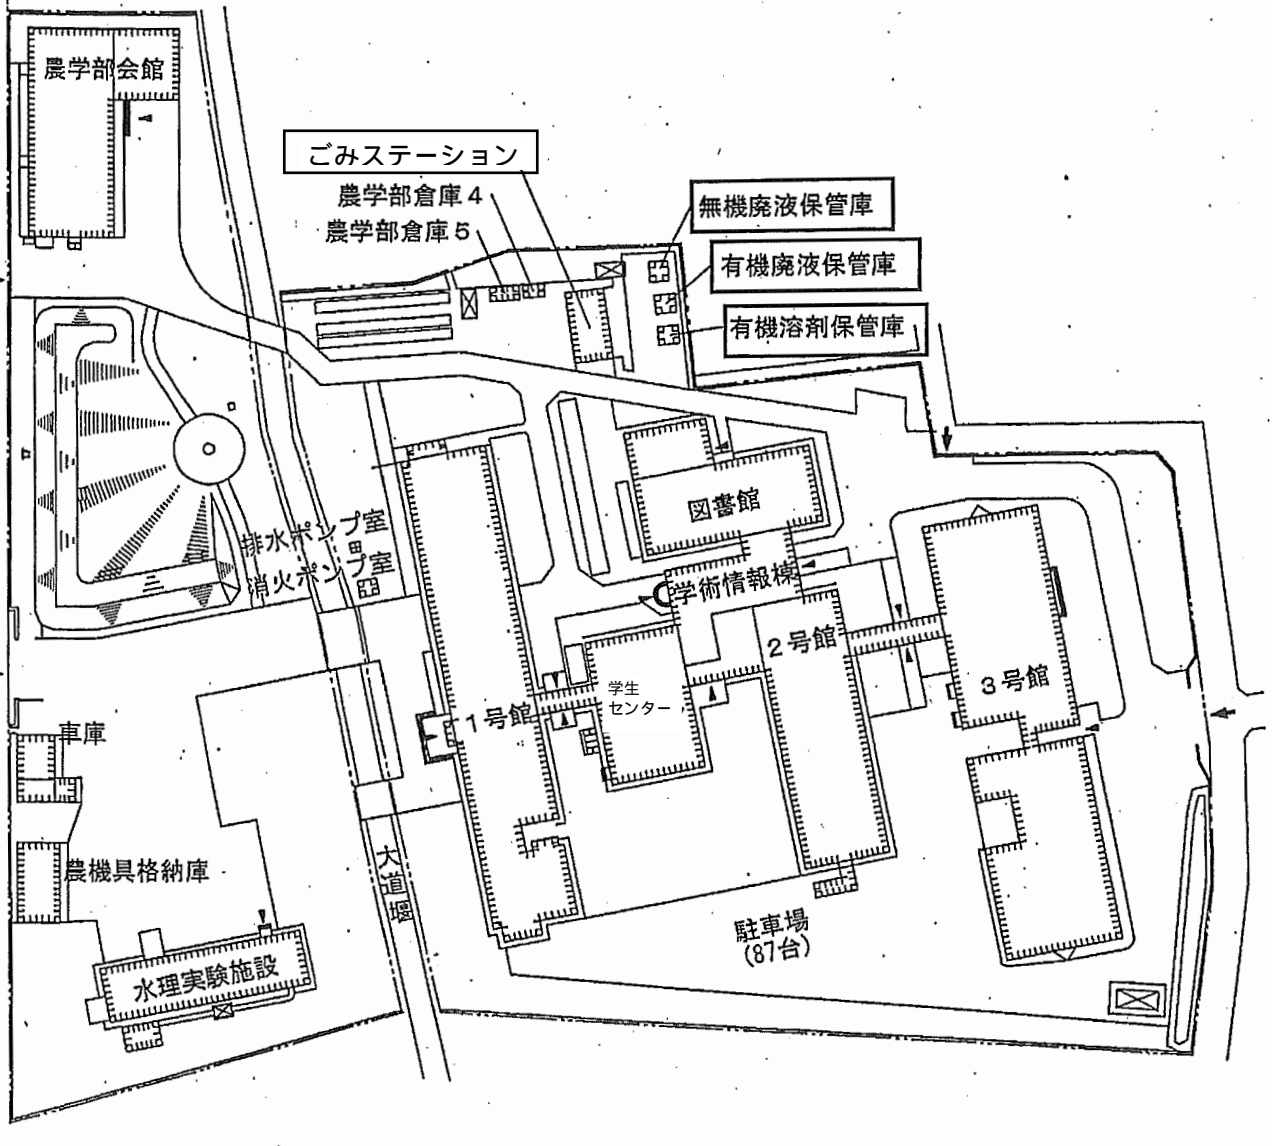 農学部会館
ごみステーション
農学部倉庫4
農学部倉庫5
無機廃液保管庫
有機廃液保管庫
有機溶剤保管庫
図書館
排水ポンプ室
消火ポンプ室
学術情報棟
2号館
3号館
学生
センター
1号館
車庫
農機具格納庫
大道堰
水理実験施設
駐車場
(87台)